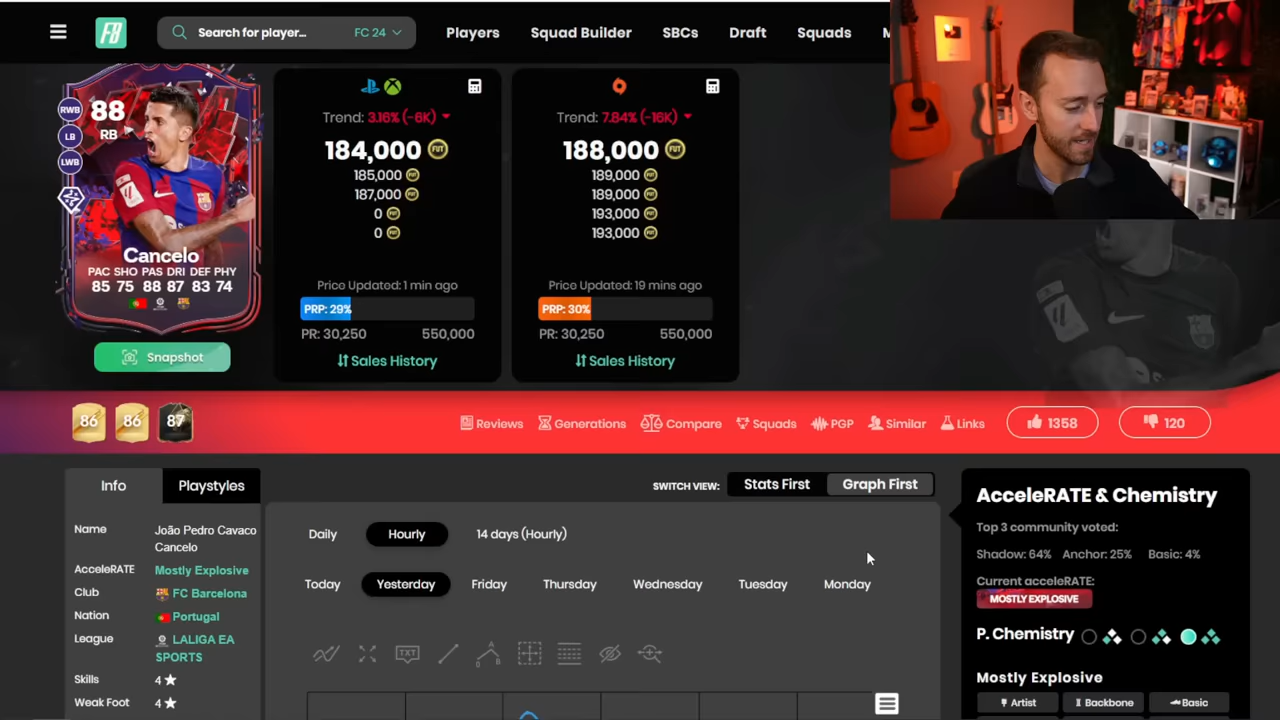 FB
Search for player...
FC 24
Players
Squad Builder
SBCs
Draft
Squads
M
88
RB
RWB
LB
LWB
Cancelo
PAC SHO PAS DRI DEF PHY
85 75 88 87 83 74
Snapshot
Trend: 3.16% (-6K)
184,000
185,000
187,000
0
0
Price Updated: 1 min ago
PRP: 29%
PR: 30,250
550,000
Sales History
Trend: 7.84% (-16K)
188,000
189,000
189,000
193,000
193,000
Price Updated: 19 mins ago
PRP: 30%
PR: 30,250
550,000
Sales History
86
86
87
Reviews
Generations
Compare
Squads
PGP
Similar
Links
1358
120
Info
Playstyles
Name
João Pedro Cavaco
Cancelo
AcceleRATE
Mostly Explosive
Club
FC Barcelona
Nation
Portugal
League
LALIGA EA
SPORTS
Skills
4
Weak Foot
4
SWITCH VIEW:
Stats First
Graph First
Daily
Hourly
14 days (Hourly)
Today
Yesterday
Friday
Thursday
Wednesday
Tuesday
Monday
TXT
AcceleRATE & Chemistry
Top 3 community voted:
Shadow: 64%
Anchor: 25%
Basic: 4%
Current acceleRATE:
MOSTLY EXPLOSIVE
P. Chemistry
Mostly Explosive
Artist
Backbone
Basic